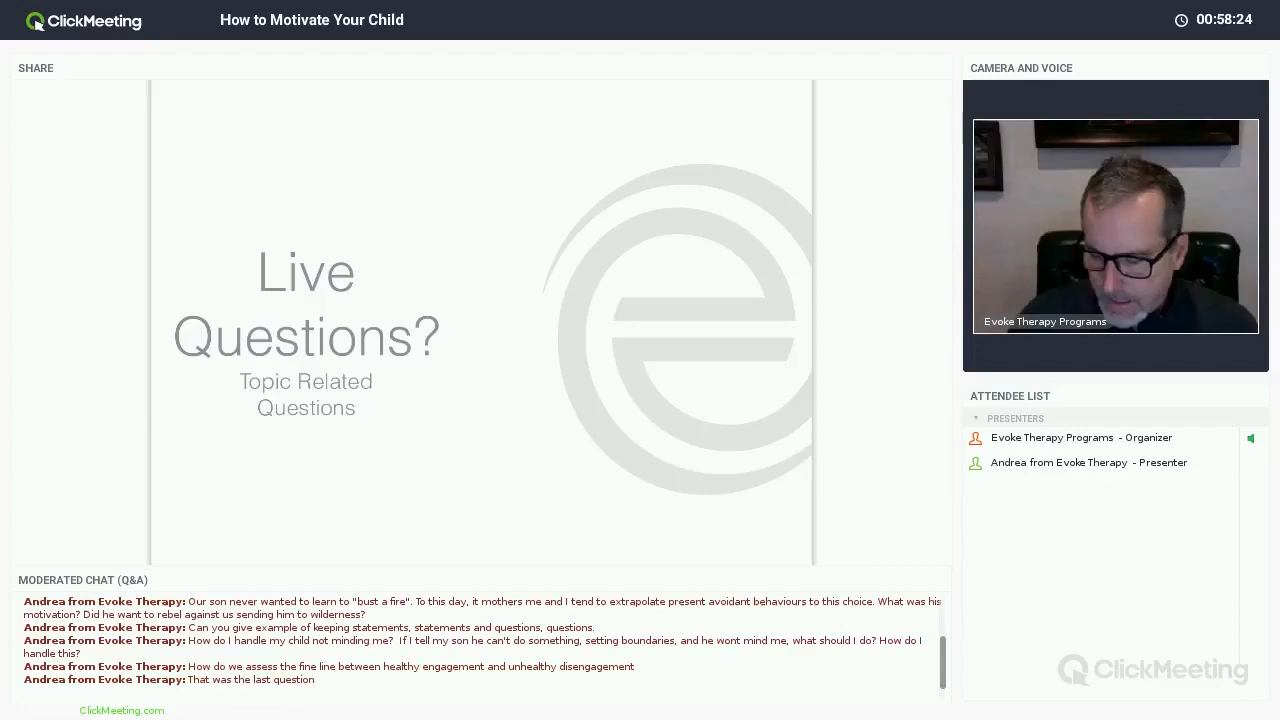 ClickMeeting
How to Motivate Your Child
00:58:24
SHARE
Live
Questions?
Topic Related
Questions
CAMERA AND VOICE
Evoke Therapy Programs
ATTENDEE LIST
PRESENTERS
Evoke Therapy Programs - Organizer
Andrea from Evoke Therapy - Presenter
MODERATED CHAT (Q&A)
Andrea from Evoke Therapy: Our son never wanted to learn to "bust a fire". To this day, it mothers me and I tend to extrapolate present avoidant behaviours to this choice. What was his
motivation? Did he want to rebel against us sending him to wilderness?
Andrea from Evoke Therapy: Can you give example of keeping statements, statements and questions, questions.
Andrea from Evoke Therapy: How do I handle my child not minding me? If I tell my son he can't do something, setting boundaries, and he wont mind me, what should I do? How do I
handle this?
Andrea from Evoke Therapy: How do we assess the fine line between healthy engagement and unhealthy disengagement
Andrea from Evoke Therapy: That was the last question
ClickMeeting
ClickMeeting.com